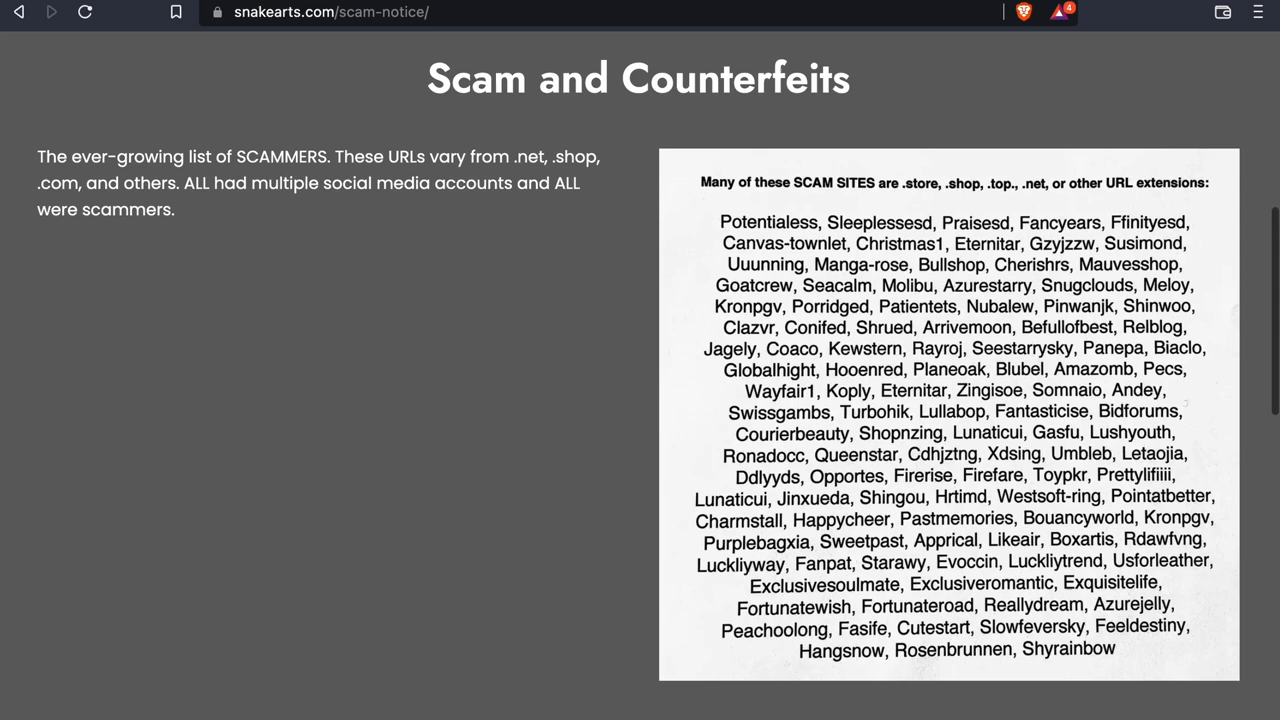 snakearts.com/scam-notice/
4
Scam and Counterfeits
The ever-growing list of SCAMMERS. These URLs vary from .net, .shop,
.com, and others. ALL had multiple social media accounts and ALL
were scammers.
Many of these SCAM SITES are .store, .shop, .top., .net, or other URL extensions:
Potentialess, Sleeplessesd, Praisesd, Fancyears, Ffinityesd,
Canvas-townlet, Christmas1, Eternitar, Gzyjzzw, Susimond,
Uuunning, Manga-rose, Bullshop, Cherishrs, Mauvesshop,
Goatcrew, Seacalm, Molibu, Azurestarry, Snugclouds, Meloy,
Kronpgv, Porridged, Patientets, Nubalew, Pinwanjk, Shinwoo,
Clazvr, Conifed, Shrued, Arrivemoon, Befullofbest, Relblog,
Jagely, Coaco, Kewstern, Rayroj, Seestarrysky, Panepa, Biaclo,
Globalhight, Hooenred, Planeoak, Blubel, Amazomb, Pecs,
Wayfair1, Koply, Eternitar, Zingisoe, Somnaio, Andey,
Swissgambs, Turbohik, Lullabop, Fantasticise, Bidforums,
Courierbeauty, Shopnzing, Lunaticui, Gasfu, Lushyouth,
Ronadocc, Queenstar, Cdhjztng, Xdsing, Umbleb, Letaojia,
Ddlyyds, Opportes, Firerise, Firefare, Toypkr, Prettylifiiii,
Lunaticui, Jinxueda, Shingou, Hrtimd, Westsoft-ring, Pointatbetter,
Charmstall, Happycheer, Pastmemories, Bouancyworld, Kronpgv,
Purplebagxia, Sweetpast, Apprical, Likeair, Boxartis, Rdawfvng,
Luckliyway, Fanpat, Starawy, Evoccin, Luckliytrend, Usforleather,
Exclusivesoulmate, Exclusiveromantic, Exquisitelife,
Fortunatewish, Fortunateroad, Reallydream, Azurejelly,
Peachoolong, Fasife, Cutestart, Slowfeversky, Feeldestiny,
Hangsnow, Rosenbrunnen, Shyrainbow